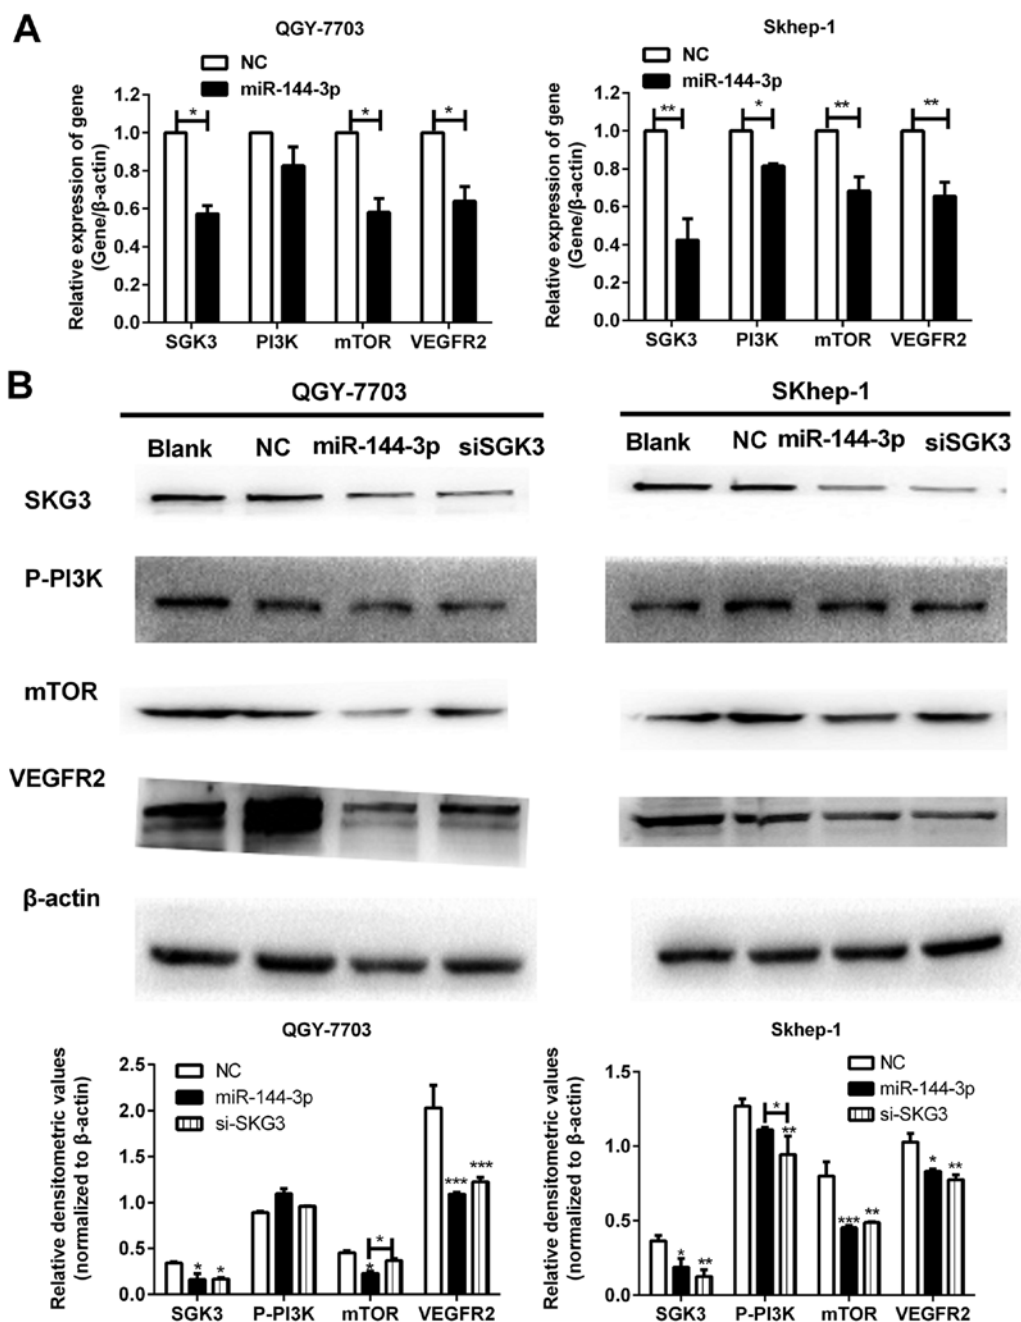 A
QGY-7703
NC
miR-144-3p
Relative expression of gene
(Gene/β-actin)
1.2
1.0
0.8
0.6
0.4
0.2
0.0
* * *
SGK3 PI3K mTOR VEGFR2
Skhep-1
NC
miR-144-3p
Relative expression of gene
(Gene/β-actin)
1.2
1.0
0.8
0.6
0.4
0.2
0.0
** * ** **
SGK3 PI3K mTOR VEGFR2
B
QGY-7703 SKhep-1
Blank NC miR-144-3p siSGK3 Blank NC miR-144-3p siSGK3
SKG3
P-PI3K
mTOR
VEGFR2
β-actin
QGY-7703
NC
miR-144-3p
si-SKG3
Relative densitometric values
(normalized to β-actin)
2.5
2.0
1.5
1.0
0.5
0.0
* * * * *** ***
SGK3 P-PI3K mTOR VEGFR2
Skhep-1
NC
miR-144-3p
si-SKG3
Relative densitometric values
(normalized to β-actin)
1.5
1.0
0.5
0.0
* ** * ** *** ** * **
SGK3 P-PI3K mTOR VEGFR2